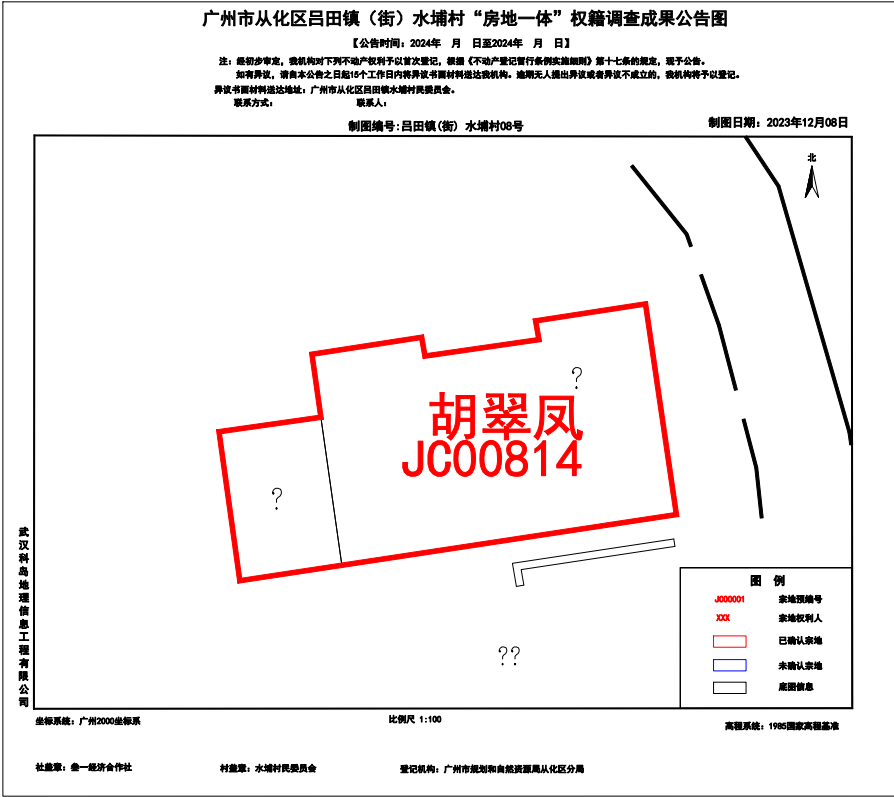 广州市从化区吕田镇（街）水埔村“房地一体”权籍调查成果公告图
【公告时间：2024年 月 日至2024年 月 日】
注：经初步审定，我机构对下列不动产权利予以首次登记，根据《不动产登记暂行条例实施细则》第十七条的规定，现予公告。
如有异议，请自本公告之日起15个工作日内将异议书面材料送达我机构。逾期无人提出异议或者异议不成立的，我机构将予以登记。
异议书面材料送达地址：广州市从化区吕田镇水埔村民委员会。
联系方式： 联系人：
制图编号:吕田镇(街) 水埔村08号
制图日期：2023年12月08日
北
?
胡翠凤
JC00814
?
??
武汉科岛地理信息工程有限公司
图 例
JC00001 宗地预编号
XXX 宗地权利人
已确认宗地
未确认宗地
底图信息
坐标系统：广州2000坐标系
比例尺 1:100
高程系统：1985国家高程基准
社盖章：叁一经济合作社
村盖章：水埔村民委员会
登记机构：广州市规划和自然资源局从化区分局